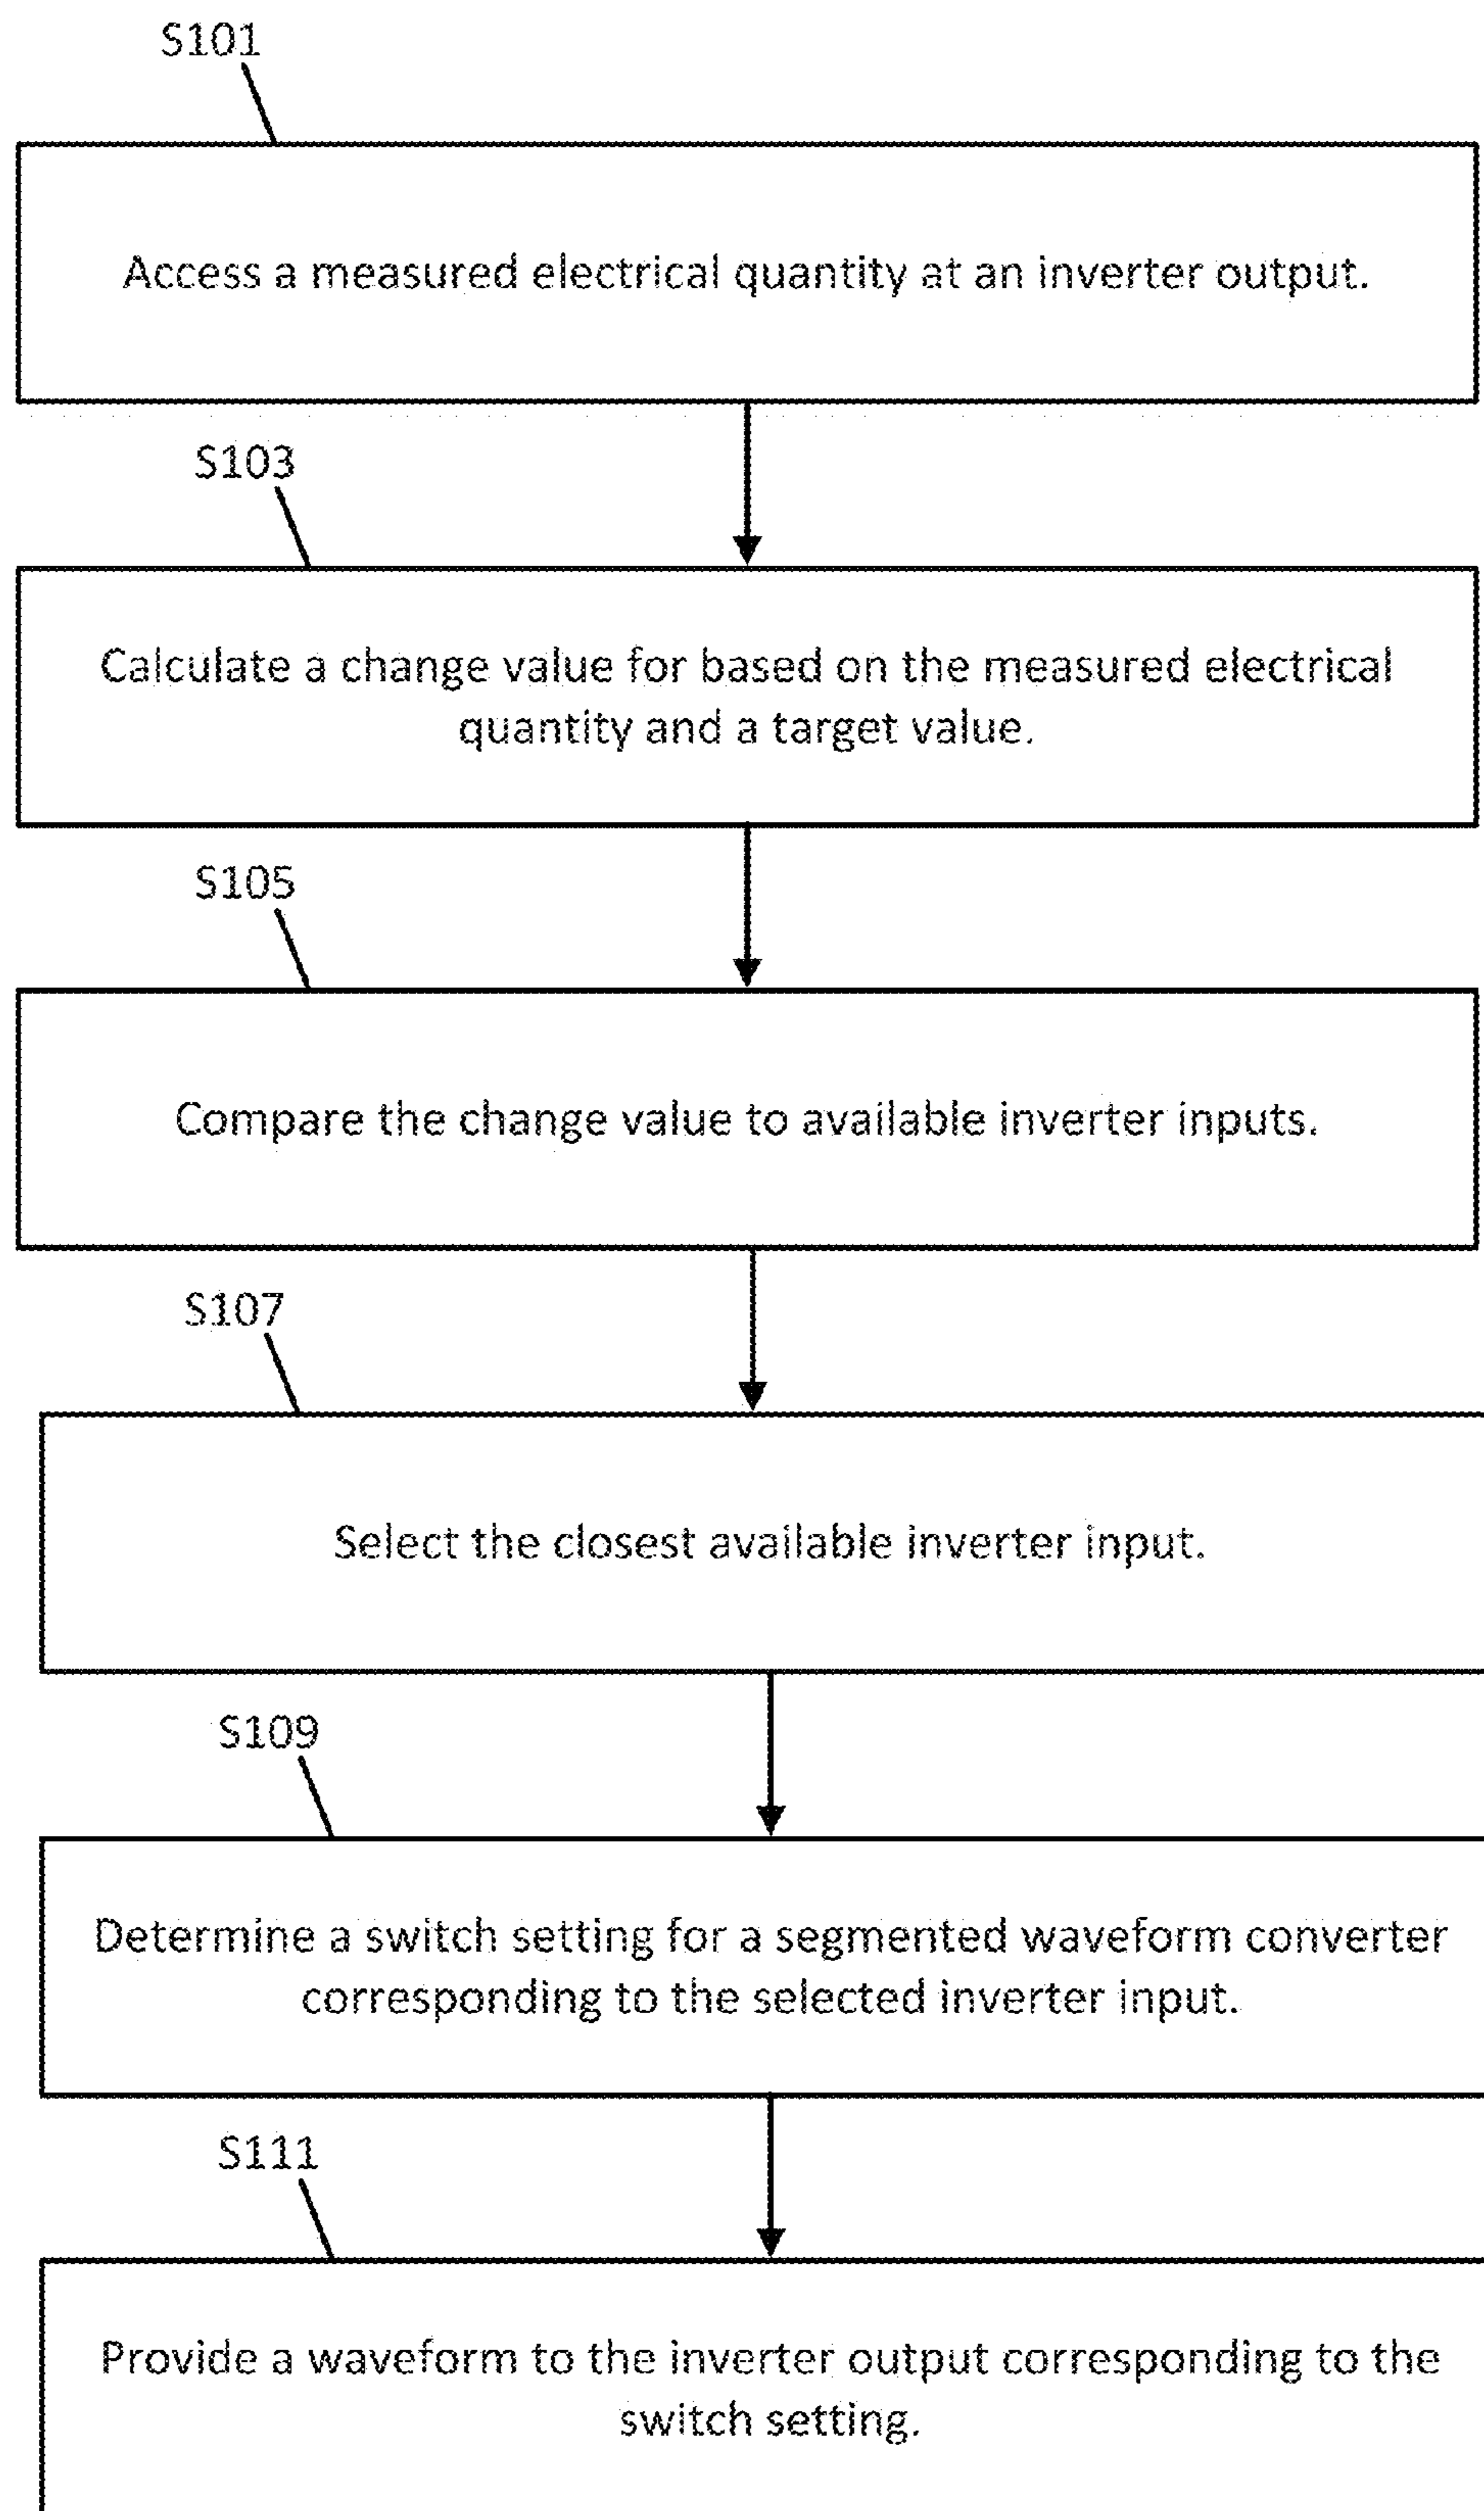 S101
Access a measured electrical quantity at an inverter output.
S103
Calculate a change value for based on the measured electrical
quantity and a target value.
S105
Compare the change value to available inverter inputs.
S107
Select the closest available inverter input.
S109
Determine a switch setting for a segmented waveform converter
corresponding to the selected inverter input.
S111
Provide a waveform to the inverter output corresponding to the
switch setting.